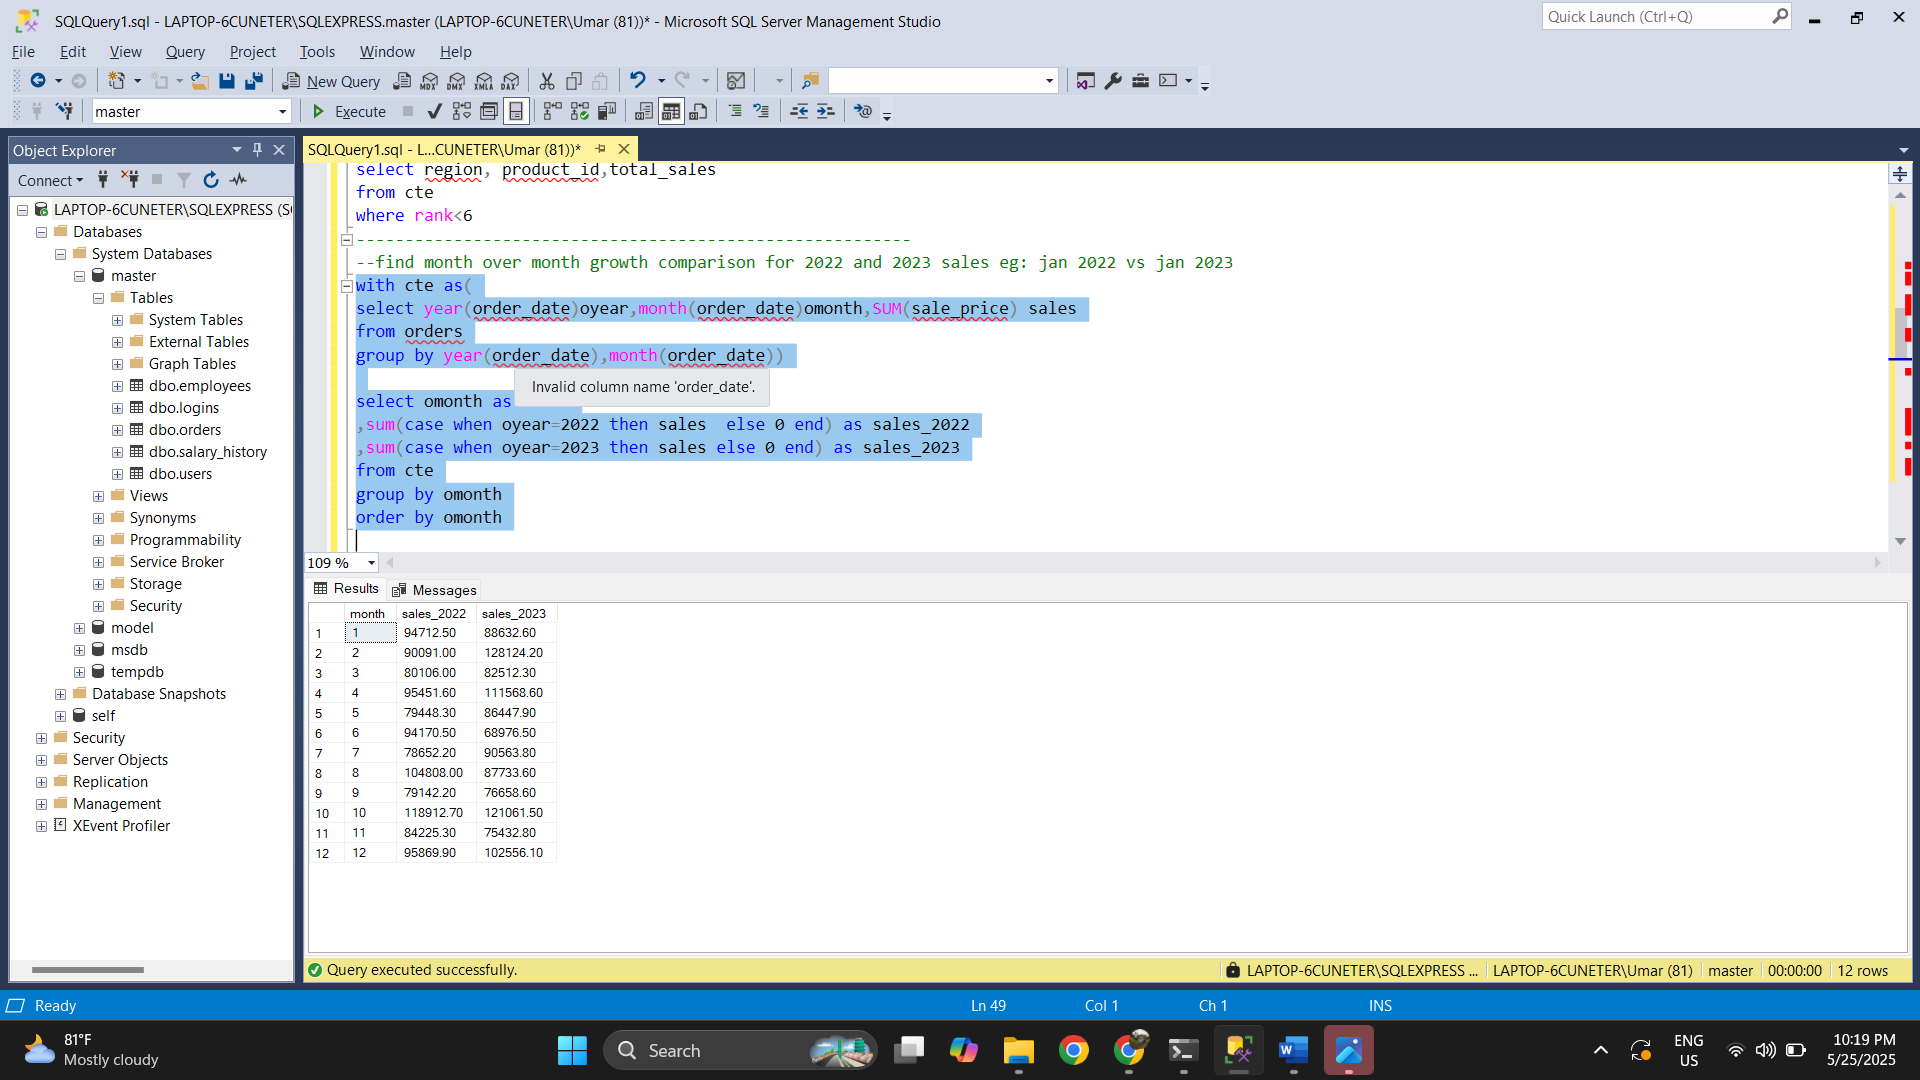 SQLQuery1.sql - LAPTOP-6CUNETER\SQLEXPRESS.master (LAPTOP-6CUNETER\Umar (81))* - Microsoft SQL Server Management Studio
Quick Launch (Ctrl+Q)
File Edit View Query Project Tools Window Help
New Query MDX DMX XMLA DAX
master Execute
Object Explorer
Connect
LAPTOP-6CUNETER\SQLEXPRESS (S
Databases
System Databases
master
Tables
System Tables
External Tables
Graph Tables
dbo.employees
dbo.logins
dbo.orders
dbo.salary_history
dbo.users
Views
Synonyms
Programmability
Service Broker
Storage
Security
model
msdb
tempdb
Database Snapshots
self
Security
Server Objects
Replication
Management
XEvent Profiler
SQLQuery1.sql - L...CUNETER\Umar (81))*
select region, product_id,total_sales
from cte
where rank<6
---------------------------------------------------------
--find month over month growth comparison for 2022 and 2023 sales eg: jan 2022 vs jan 2023
with cte as(
select year(order_date)oyear,month(order_date)omonth,SUM(sale_price) sales
from orders
group by year(order_date),month(order_date))
Invalid column name 'order_date'.
select omonth as
,sum(case when oyear=2022 then sales  else 0 end) as sales_2022
,sum(case when oyear=2023 then sales else 0 end) as sales_2023
from cte
group by omonth
order by omonth
109 %
Results Messages
month sales_2022 sales_2023
1 1 94712.50 88632.60
2 2 90091.00 128124.20
3 3 80106.00 82512.30
4 4 95451.60 111568.60
5 5 79448.30 86447.90
6 6 94170.50 68976.50
7 7 78652.20 90563.80
8 8 104808.00 87733.60
9 9 79142.20 76658.60
10 10 118912.70 121061.50
11 11 84225.30 75432.80
12 12 95869.90 102556.10
Query executed successfully. LAPTOP-6CUNETER\SQLEXPRESS ... LAPTOP-6CUNETER\Umar (81) master 00:00:00 12 rows
Ready Ln 49 Col 1 Ch 1 INS
81°F
Mostly cloudy
Search
ENG
US
10:19 PM
5/25/2025